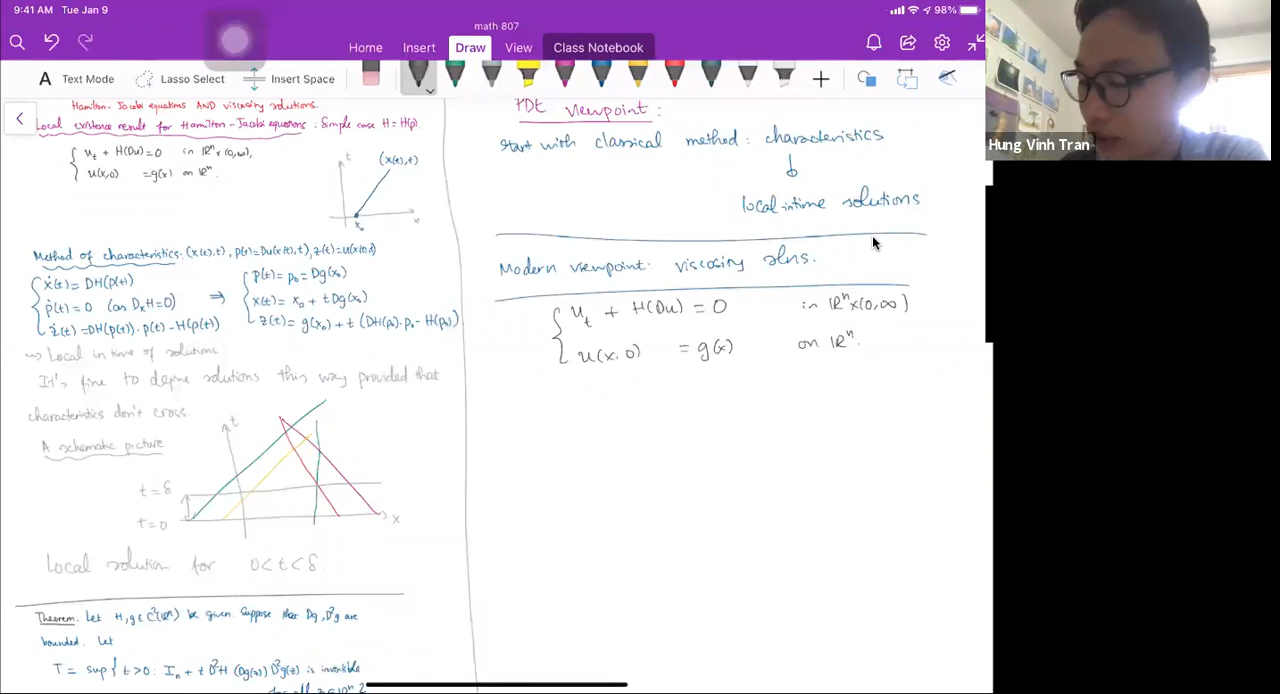 9:41 AM Tue Jan 9
98%
math 807
Home Insert Draw View Class Notebook
Text Mode Lasso Select Insert Space
Hamilton-Jacobi equations AND viscosity solutions.
Local existence result for Hamilton-Jacobi equations : Simple case H = H(p)
u_t + H(Du) = 0 in ℝⁿ × (0,∞),
u(x,0) = g(x) on ℝⁿ.
t
(x(t),t)
x₀
x
Method of characteristics: (x(t),t), p(t)=Du(x(t),t), z(t)=u(x(t),t)
ẋ(t) = DH(p(t))
ṗ(t) = 0 (as D_xH=0)
ż(t) = DH(p(t))·p(t) - H(p(t))
⇒
p(t) = p₀ = Dg(x₀)
x(t) = x₀ + t Dg(x₀)
z(t) = g(x₀) + t (DH(p₀)·p₀ - H(p₀))
Local in time of solutions
It's fine to define solutions this way provided that
characteristics don't cross.
A schematic picture
t
t = δ
t = 0
x
Local solution for 0 < t < δ.
Theorem: Let H, g ∈ C²(ℝⁿ) be given. Suppose that Dg, D²g are
bounded. Let
T = sup { t > 0 : I_n + t D²H (Dg(x)) D²g(x) is invertible
PDE viewpoint :
Start with classical method : characteristics
local-in-time solutions
Modern viewpoint: viscosity solns.
u_t + H(Du) = 0 in ℝⁿ × (0,∞)
u(x,0) = g(x) on ℝⁿ.
Hung Vinh Tran